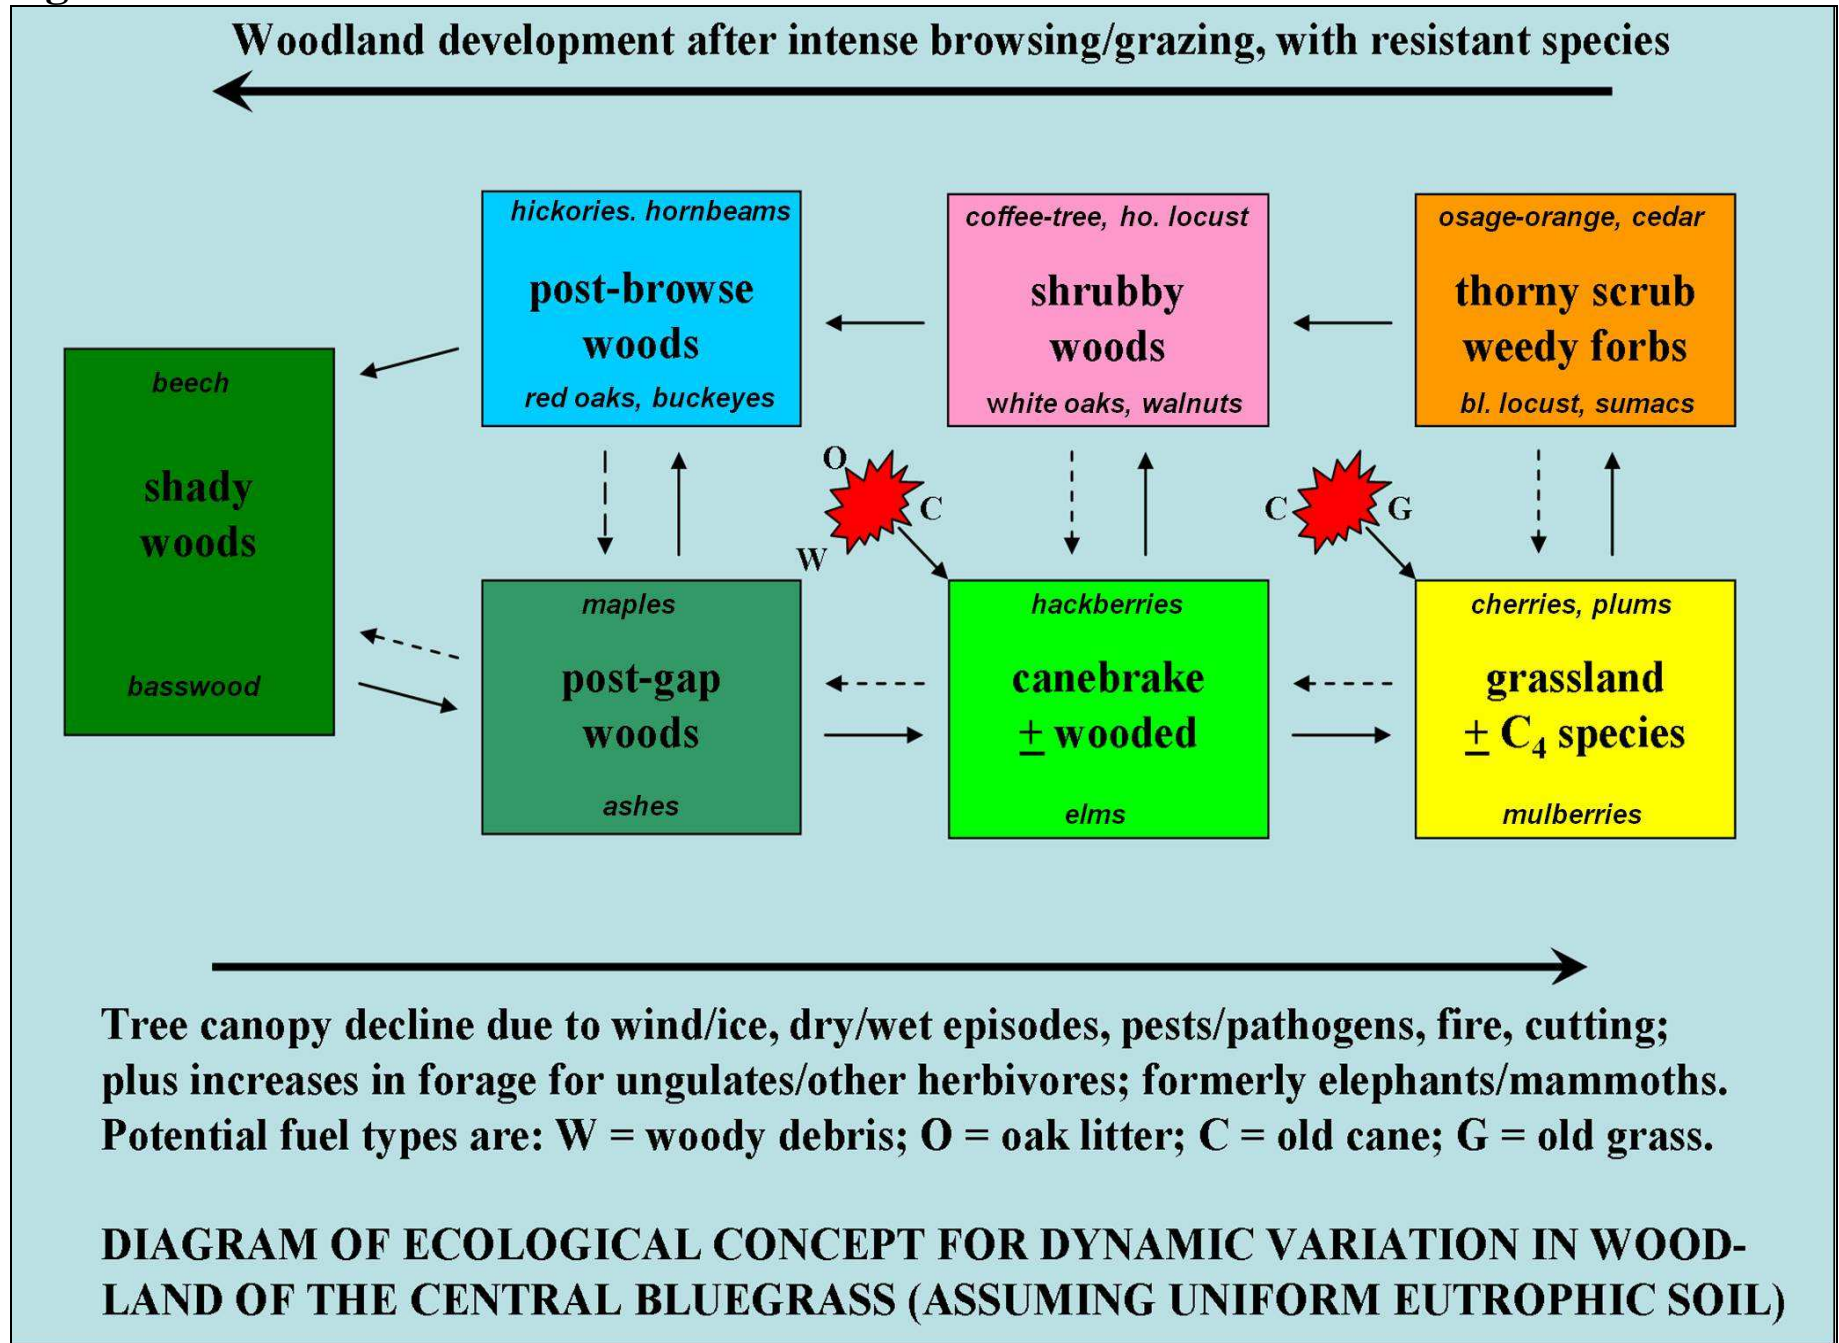 Woodland development after intense browsing/grazing, with resistant species
hickories. hornbeams
post-browse
woods
red oaks, buckeyes
coffee-tree, ho. locust
shrubby
woods
white oaks, walnuts
osage-orange, cedar
thorny scrub
weedy forbs
bl. locust, sumacs
beech
shady
woods
basswood
O
C
W
C
G
maples
post-gap
woods
ashes
hackberries
canebrake
± wooded
elms
cherries, plums
grassland
± C₄ species
mulberries
Tree canopy decline due to wind/ice, dry/wet episodes, pests/pathogens, fire, cutting;
plus increases in forage for ungulates/other herbivores; formerly elephants/mammoths.
Potential fuel types are: W = woody debris; O = oak litter; C = old cane; G = old grass.
DIAGRAM OF ECOLOGICAL CONCEPT FOR DYNAMIC VARIATION IN WOOD-
LAND OF THE CENTRAL BLUEGRASS (ASSUMING UNIFORM EUTROPHIC SOIL)